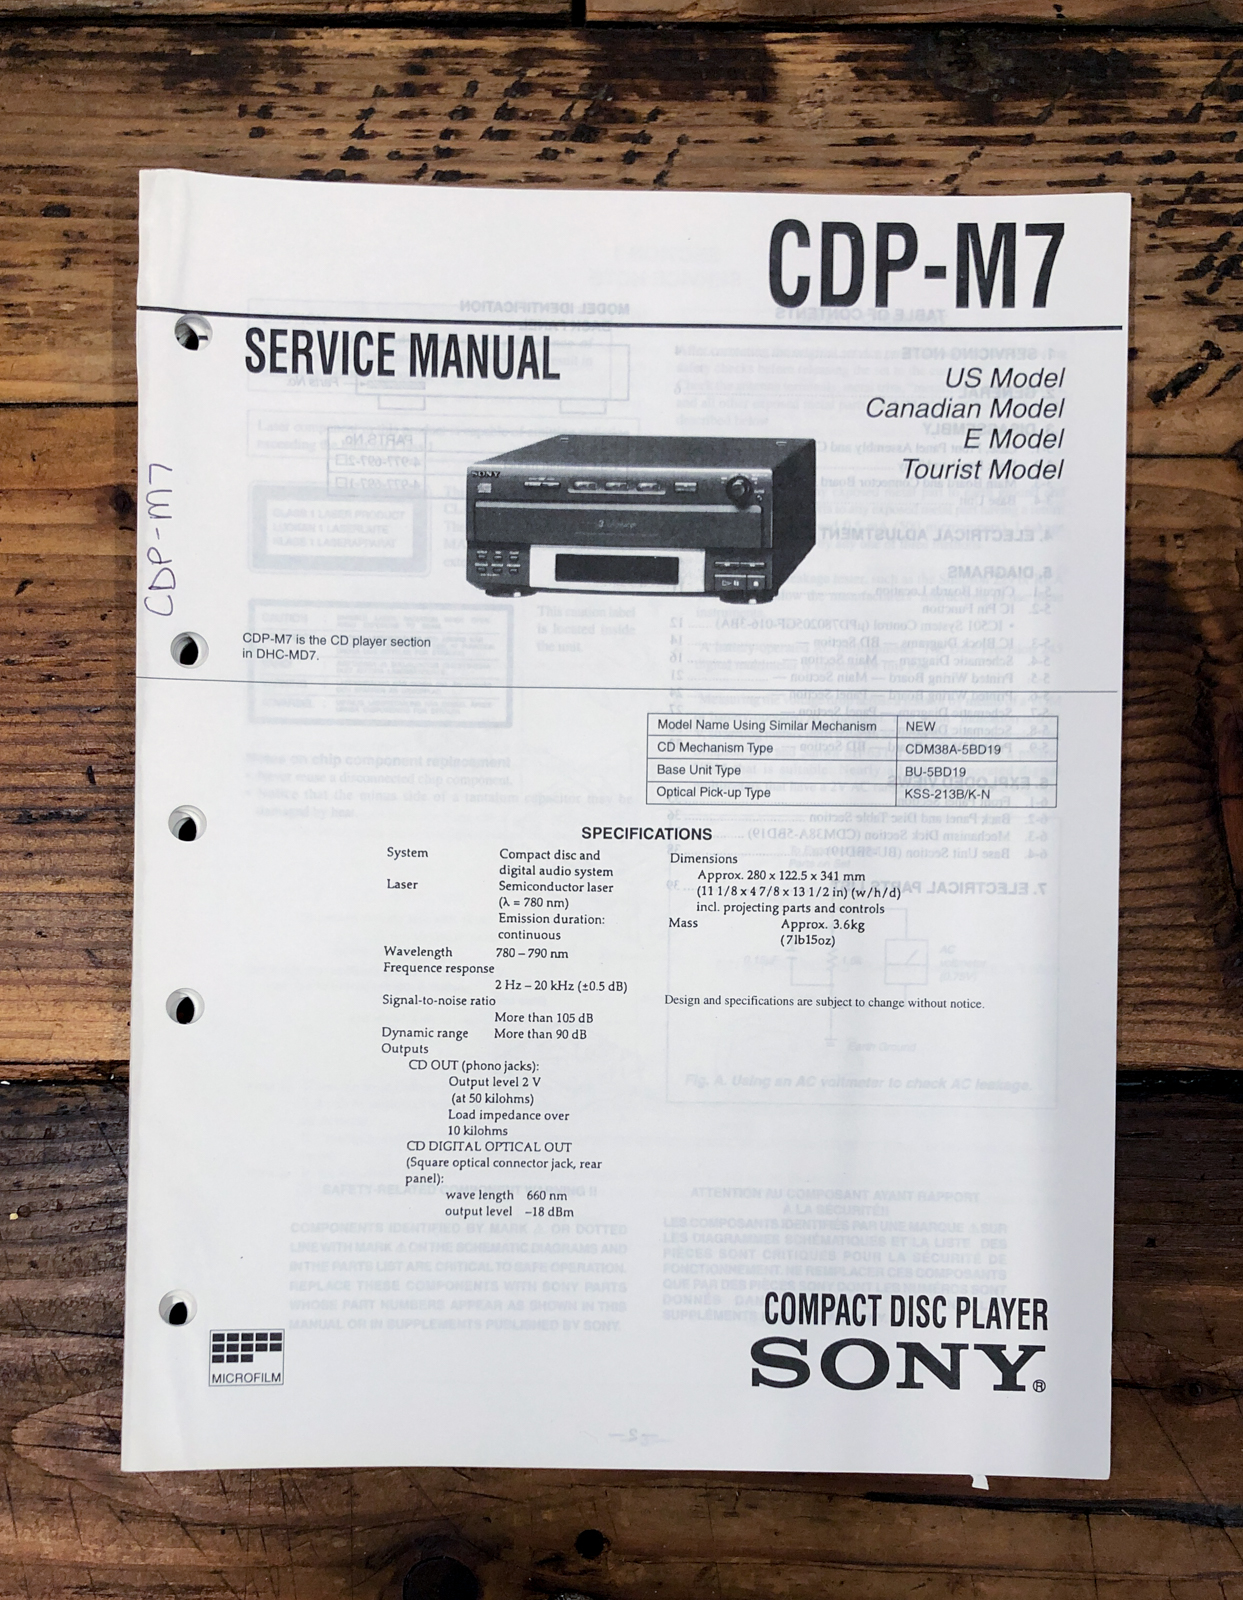 CDP-M7
SERVICE MANUAL
US Model
Canadian Model
E Model
Tourist Model
SONY
CDP-M7
CDP-M7 is the CD player section
in DHC-MD7.
Model Name Using Similar Mechanism NEW
CD Mechanism Type CDM38A-5BD19
Base Unit Type BU-5BD19
Optical Pick-up Type KSS-213B/K-N
SPECIFICATIONS
System Compact disc and
digital audio system
Laser Semiconductor laser
(λ = 780 nm)
Emission duration:
continuous
Wavelength 780 – 790 nm
Frequence response
2 Hz – 20 kHz (±0.5 dB)
Signal-to-noise ratio
More than 105 dB
Dynamic range More than 90 dB
Outputs
CD OUT (phono jacks):
Output level 2 V
(at 50 kilohms)
Load impedance over
10 kilohms
CD DIGITAL OPTICAL OUT
(Square optical connector jack, rear
panel):
wave length 660 nm
output level –18 dBm
Dimensions
Approx. 280 x 122.5 x 341 mm
(11 1/8 x 4 7/8 x 13 1/2 in) (w/h/d)
incl. projecting parts and controls
Mass Approx. 3.6kg
(7lb15oz)
Design and specifications are subject to change without notice.
MICROFILM
COMPACT DISC PLAYER
SONY®